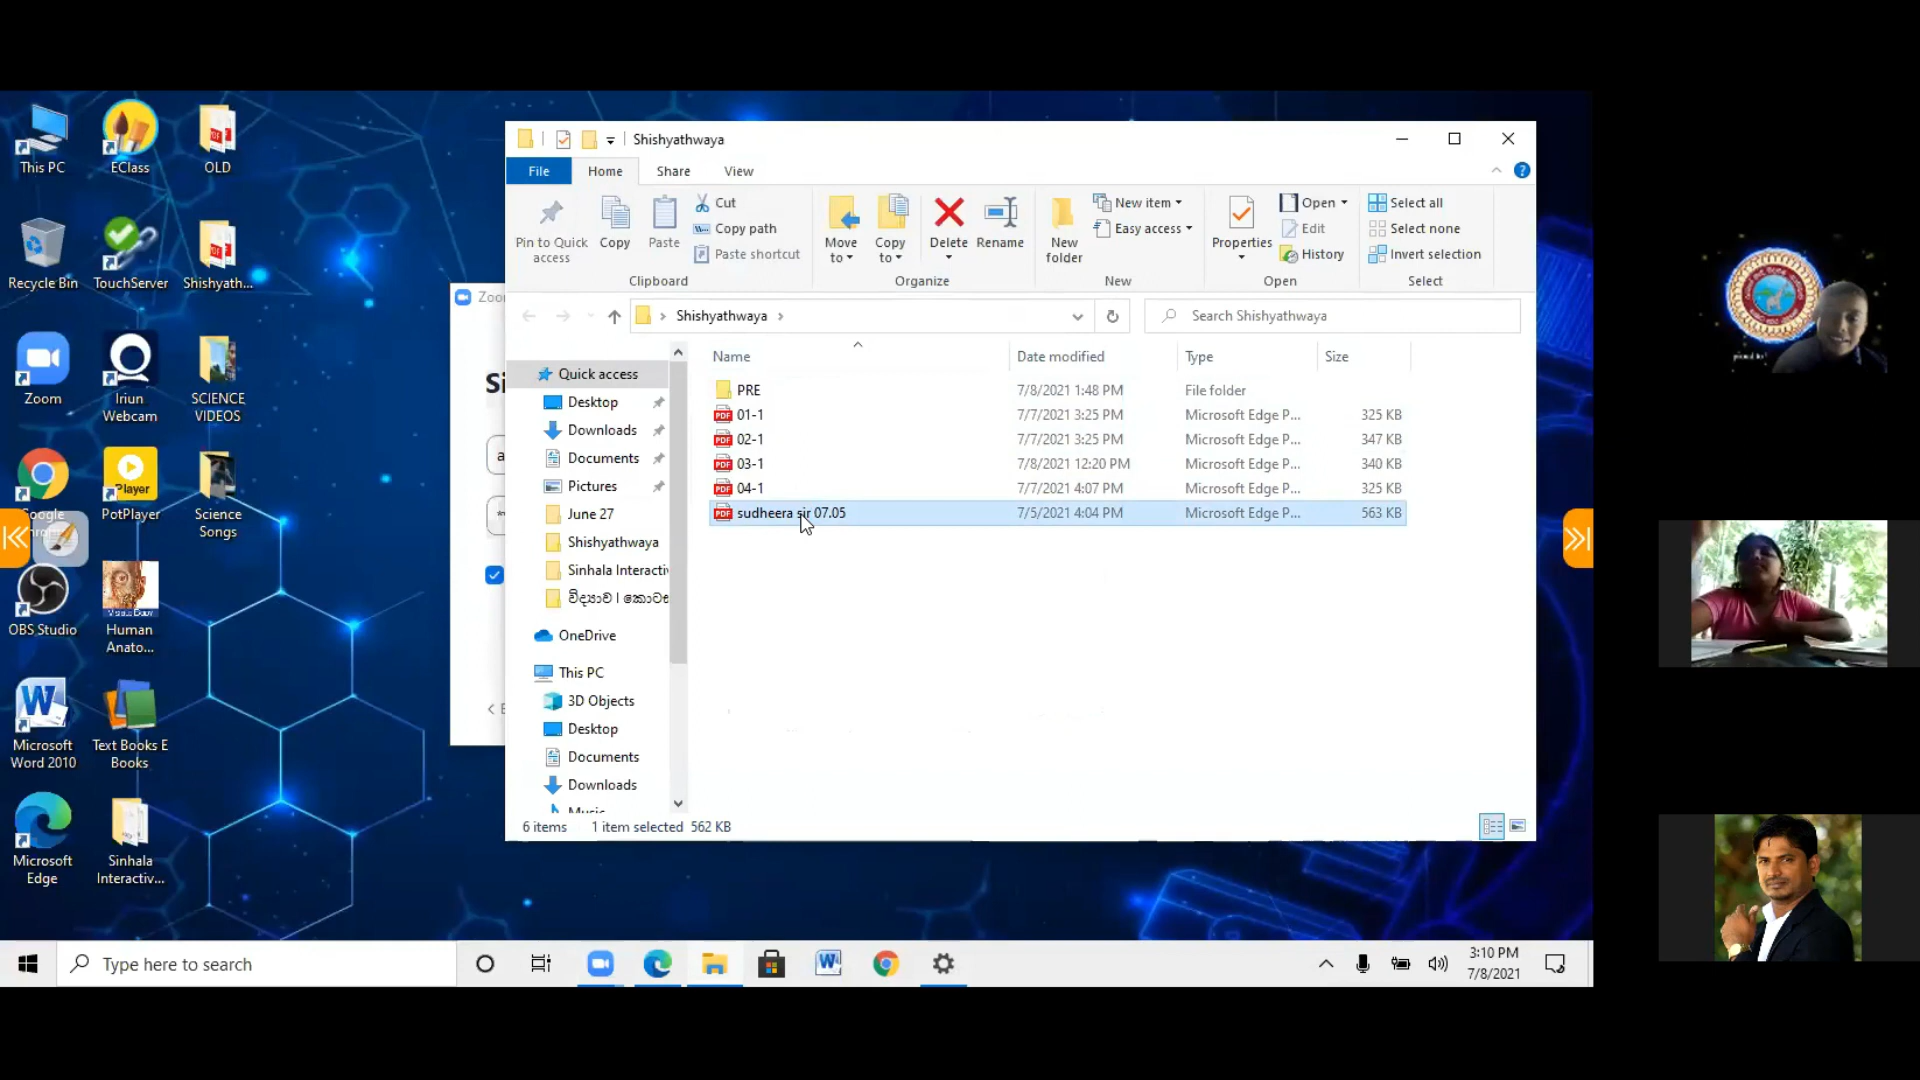 This PC
EClass
OLD
Recycle Bin
TouchServer
Shishyath...
Zoom
Iriun
Webcam
SCIENCE
VIDEOS
Google
PotPlayer
Science
Songs
OBS Studio
Human
Anato...
Microsoft
Word 2010
Text Books E
Books
Microsoft
Edge
Sinhala
Interactiv...
Player
Shishyathwaya
File Home Share View
Pin to Quick
access
Copy
Paste
Cut
Copy path
Paste shortcut
Clipboard
Move
to
Copy
to
Delete
Rename
Organize
New
folder
New item
Easy access
New
Properties
Open
Edit
History
Open
Select all
Select none
Invert selection
Select
Shishyathwaya
Search Shishyathwaya
Name Date modified Type Size
PRE 7/8/2021 1:48 PM File folder
PDF 01-1 7/7/2021 3:25 PM Microsoft Edge P... 325 KB
PDF 02-1 7/7/2021 3:25 PM Microsoft Edge P... 347 KB
PDF 03-1 7/8/2021 12:20 PM Microsoft Edge P... 340 KB
PDF 04-1 7/7/2021 4:07 PM Microsoft Edge P... 325 KB
PDF sudheera sir 07.05 7/5/2021 4:04 PM Microsoft Edge P... 563 KB
Quick access
Desktop
Downloads
Documents
Pictures
June 27
Shishyathwaya
Sinhala Interacti
විද්‍යාව I කොටස
OneDrive
This PC
3D Objects
Desktop
Documents
Downloads
Music
6 items 1 item selected 562 KB
Type here to search
3:10 PM
7/8/2021